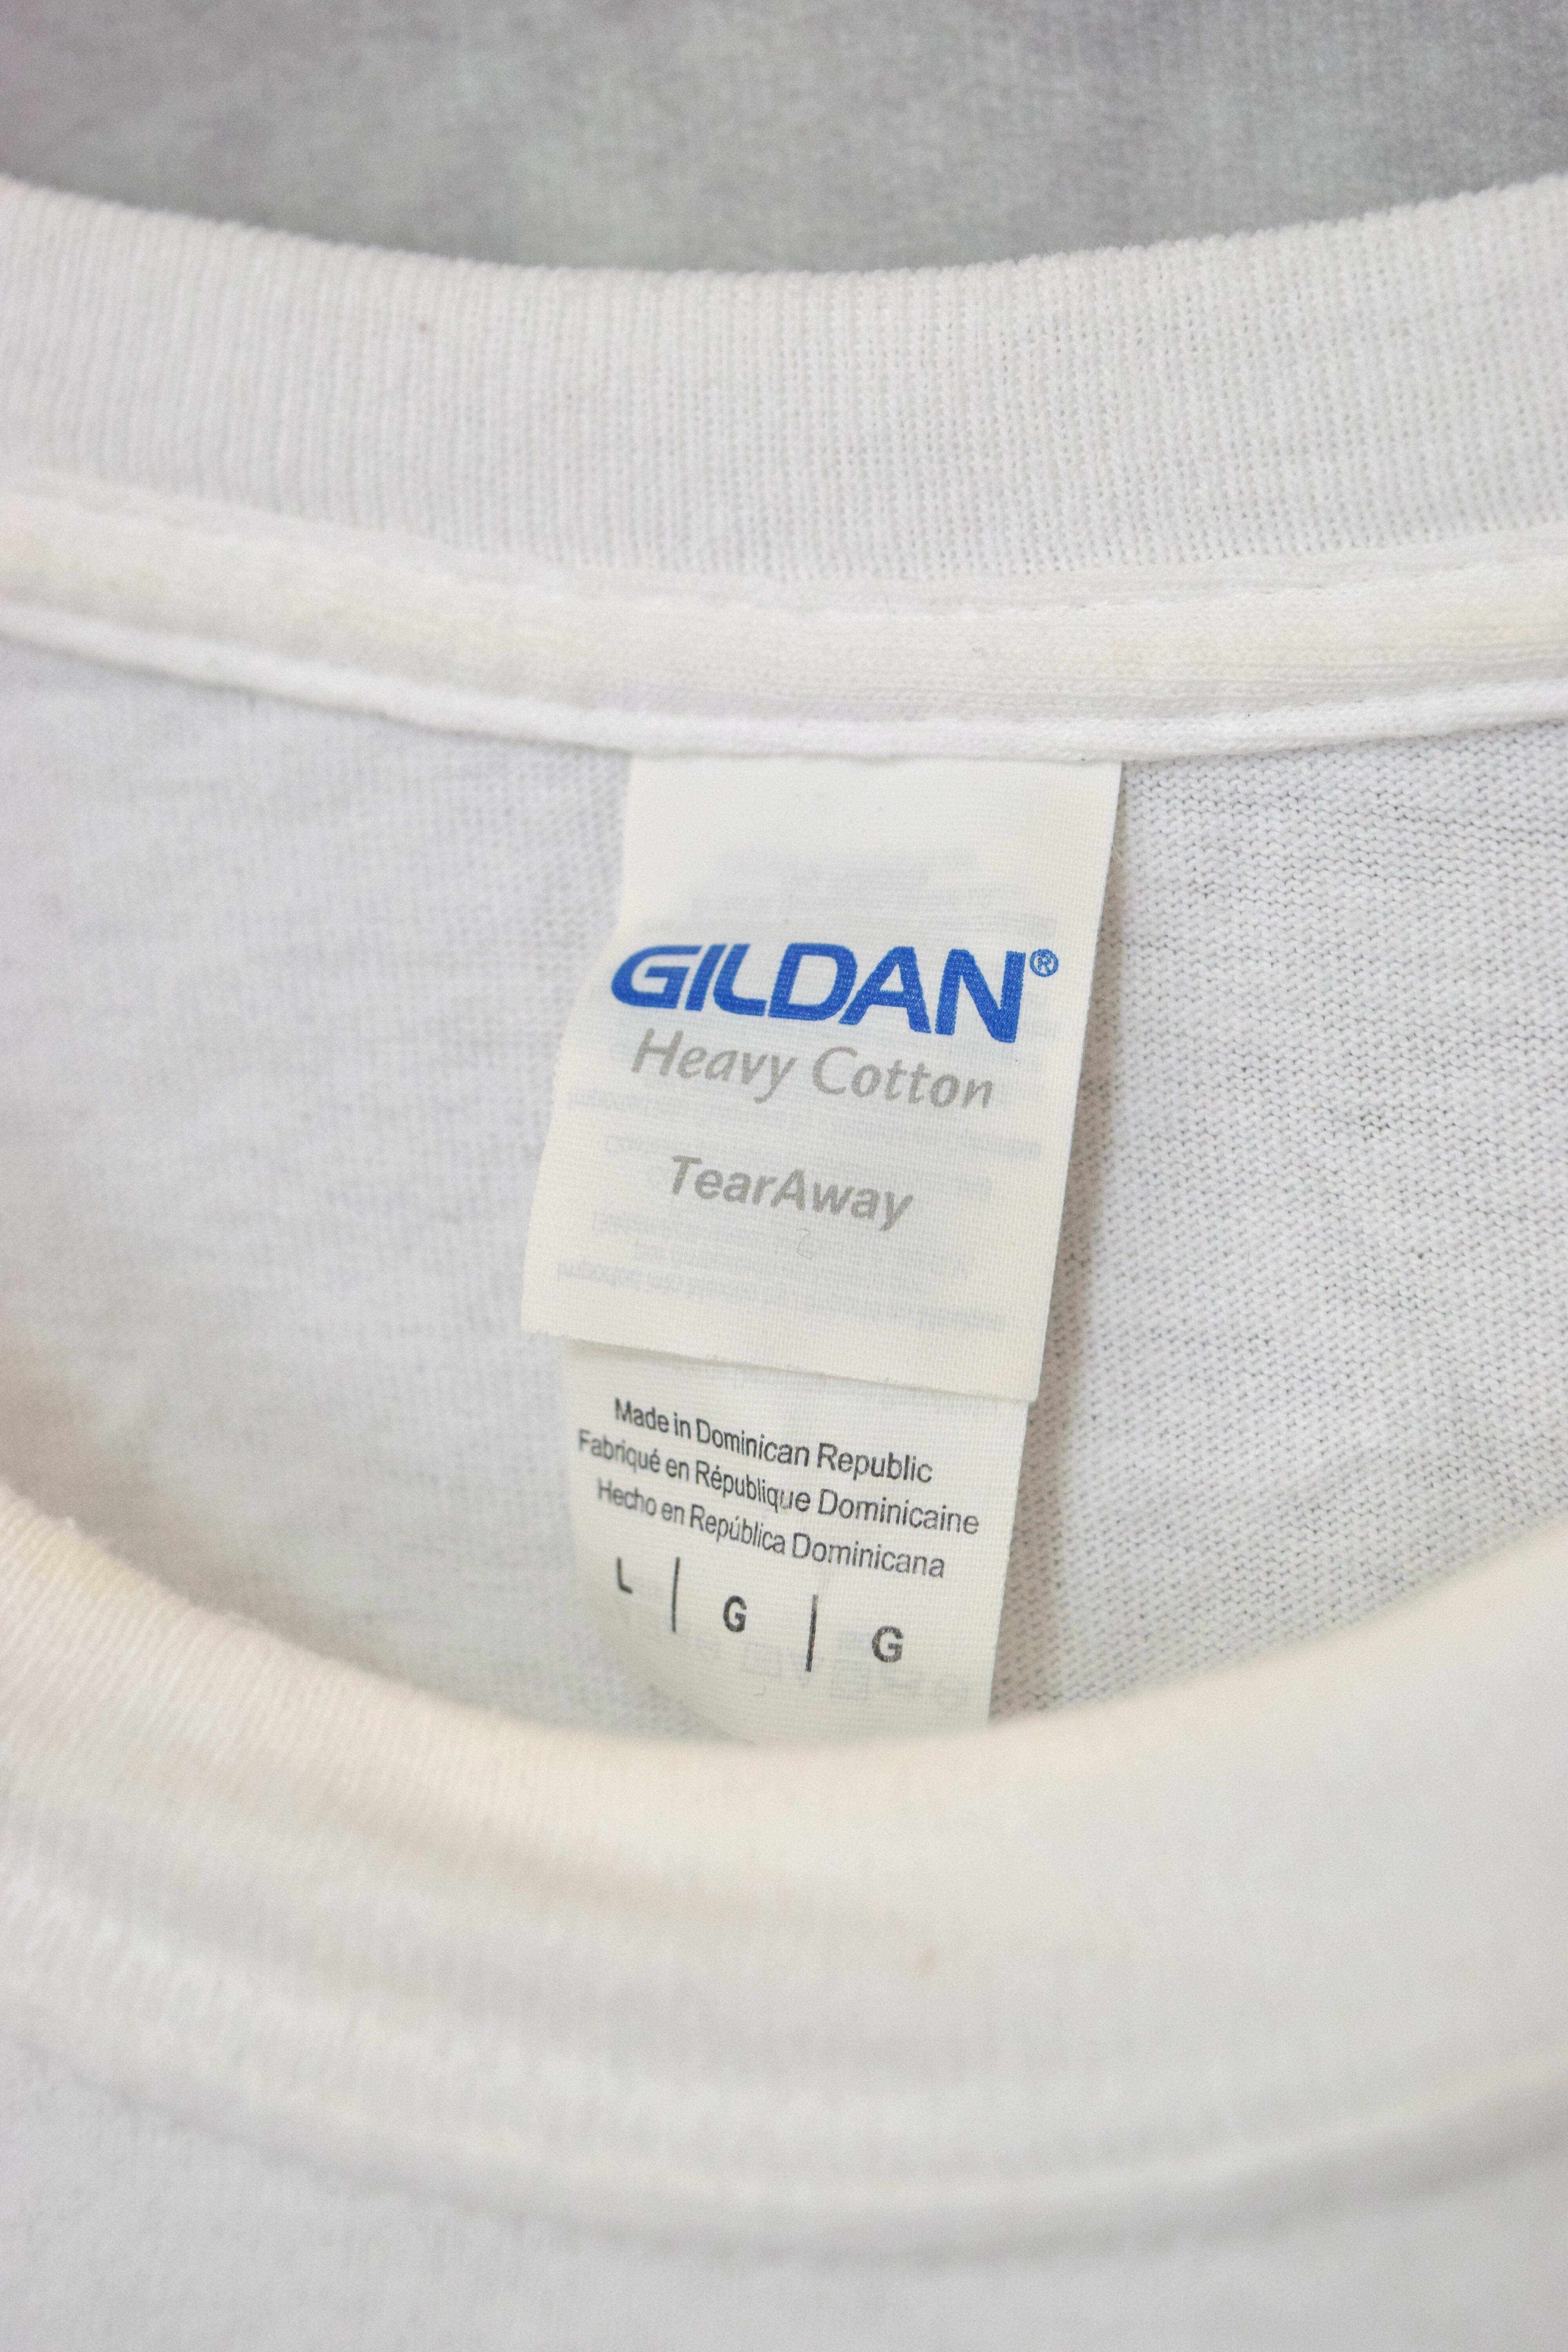 GILDAN®
Heavy Cotton
TearAway
Made in Dominican Republic
Fabriqué en République Dominicaine
Hecho en República Dominicana
L | G | G